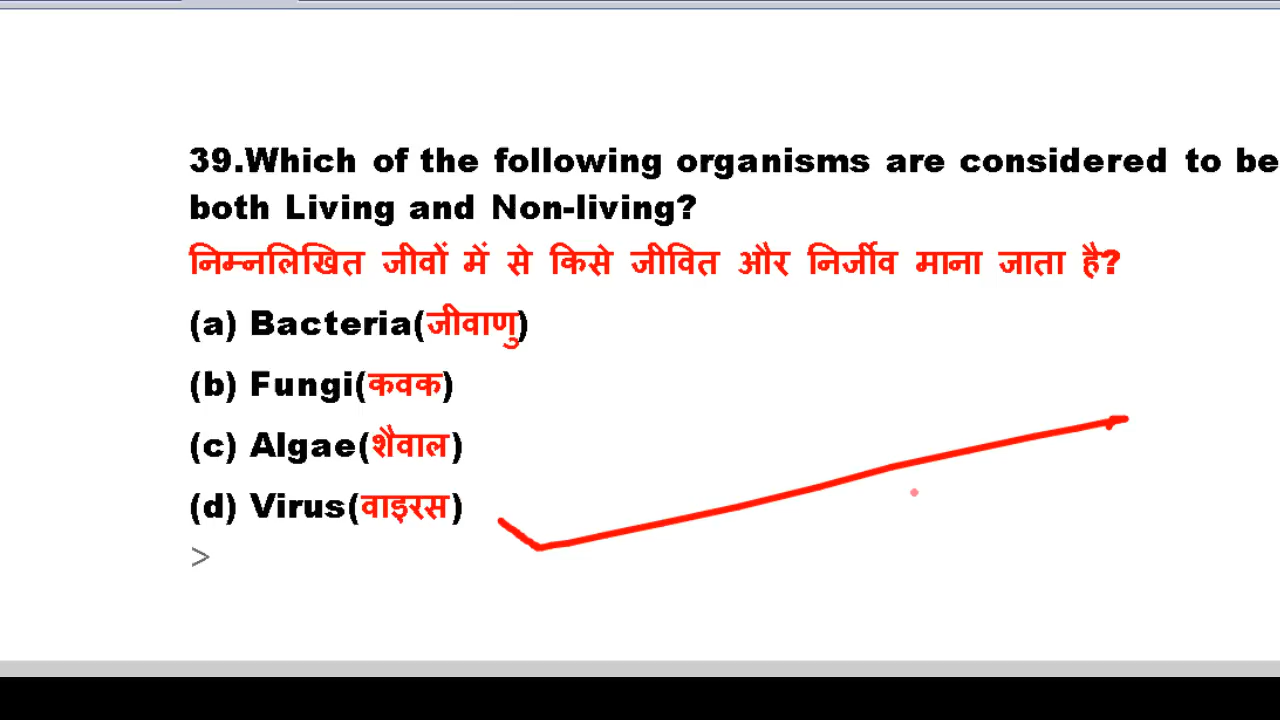 39.Which of the following organisms are considered to be
both Living and Non-living?
निम्नलिखित जीवों में से किसे जीवित और निर्जीव माना जाता है?
(a) Bacteria(जीवाणु)
(b) Fungi(कवक)
(c) Algae(शैवाल)
(d) Virus(वाइरस)
>